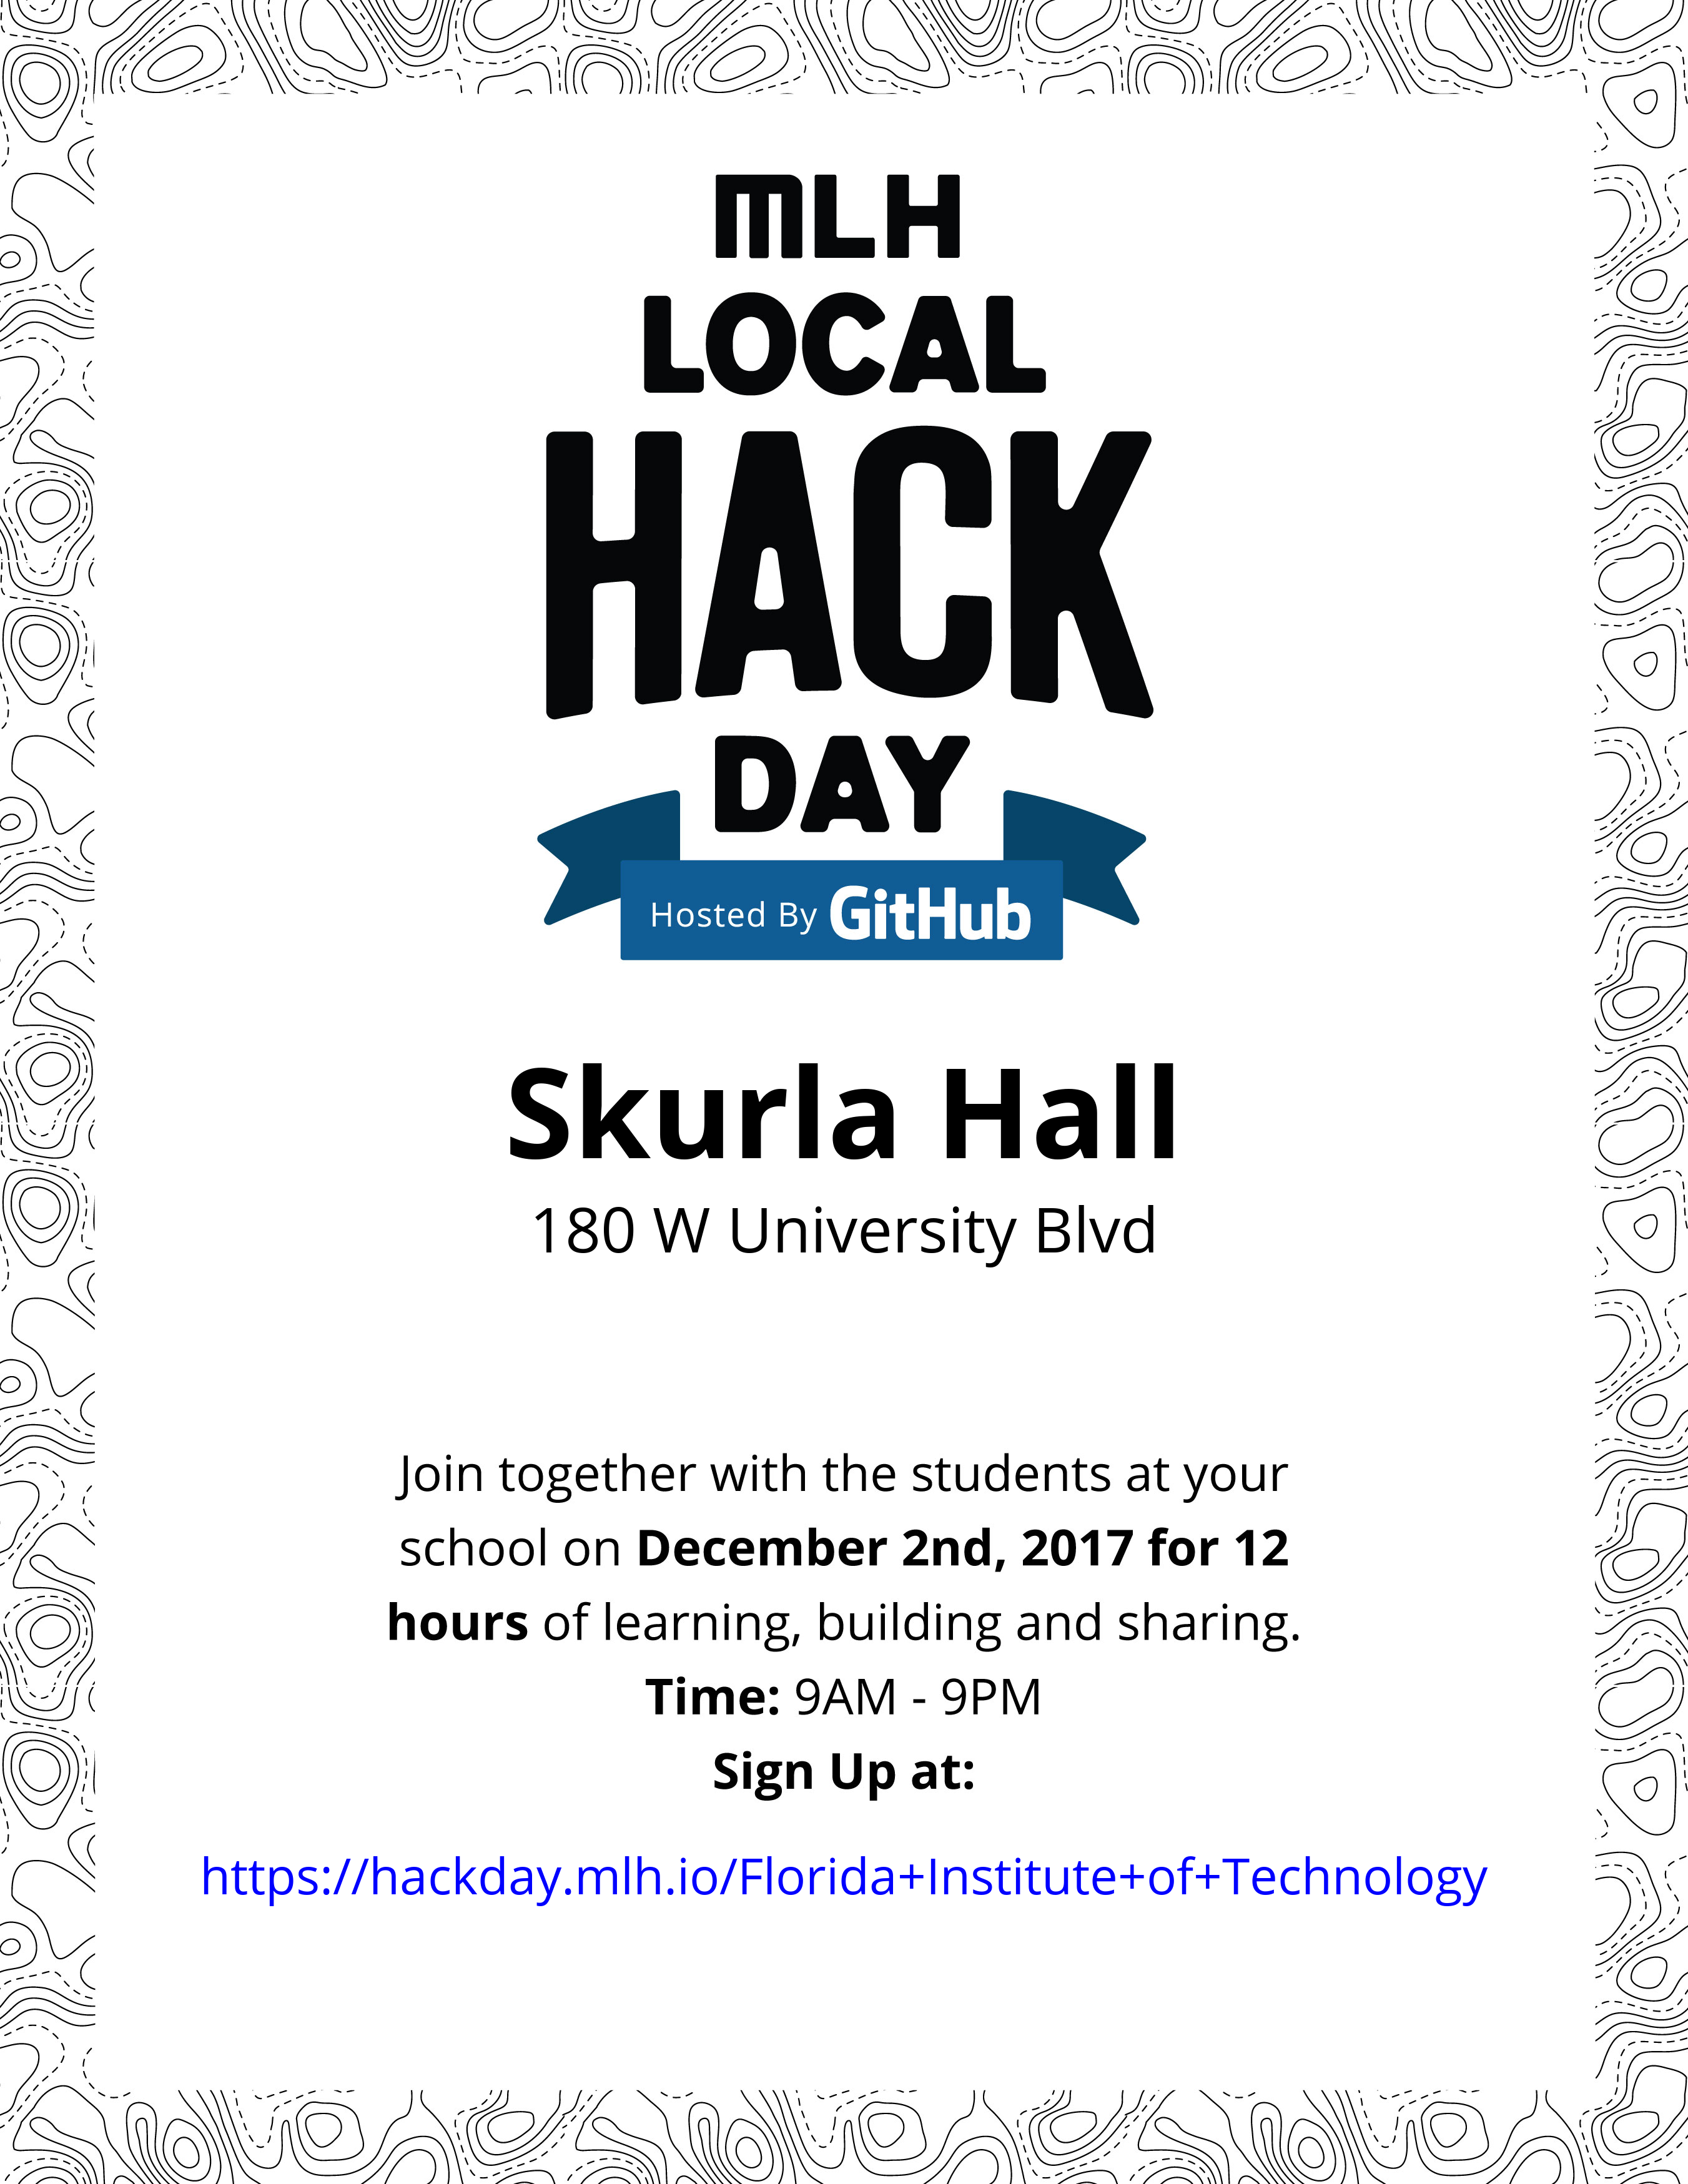 MLH
LOCAL
HACK
DAY
Hosted By GitHub
Skurla Hall
180 W University Blvd
Join together with the students at your
school on December 2nd, 2017 for 12
hours of learning, building and sharing.
Time: 9AM - 9PM
Sign Up at:
https://hackday.mlh.io/Florida+Institute+of+Technology